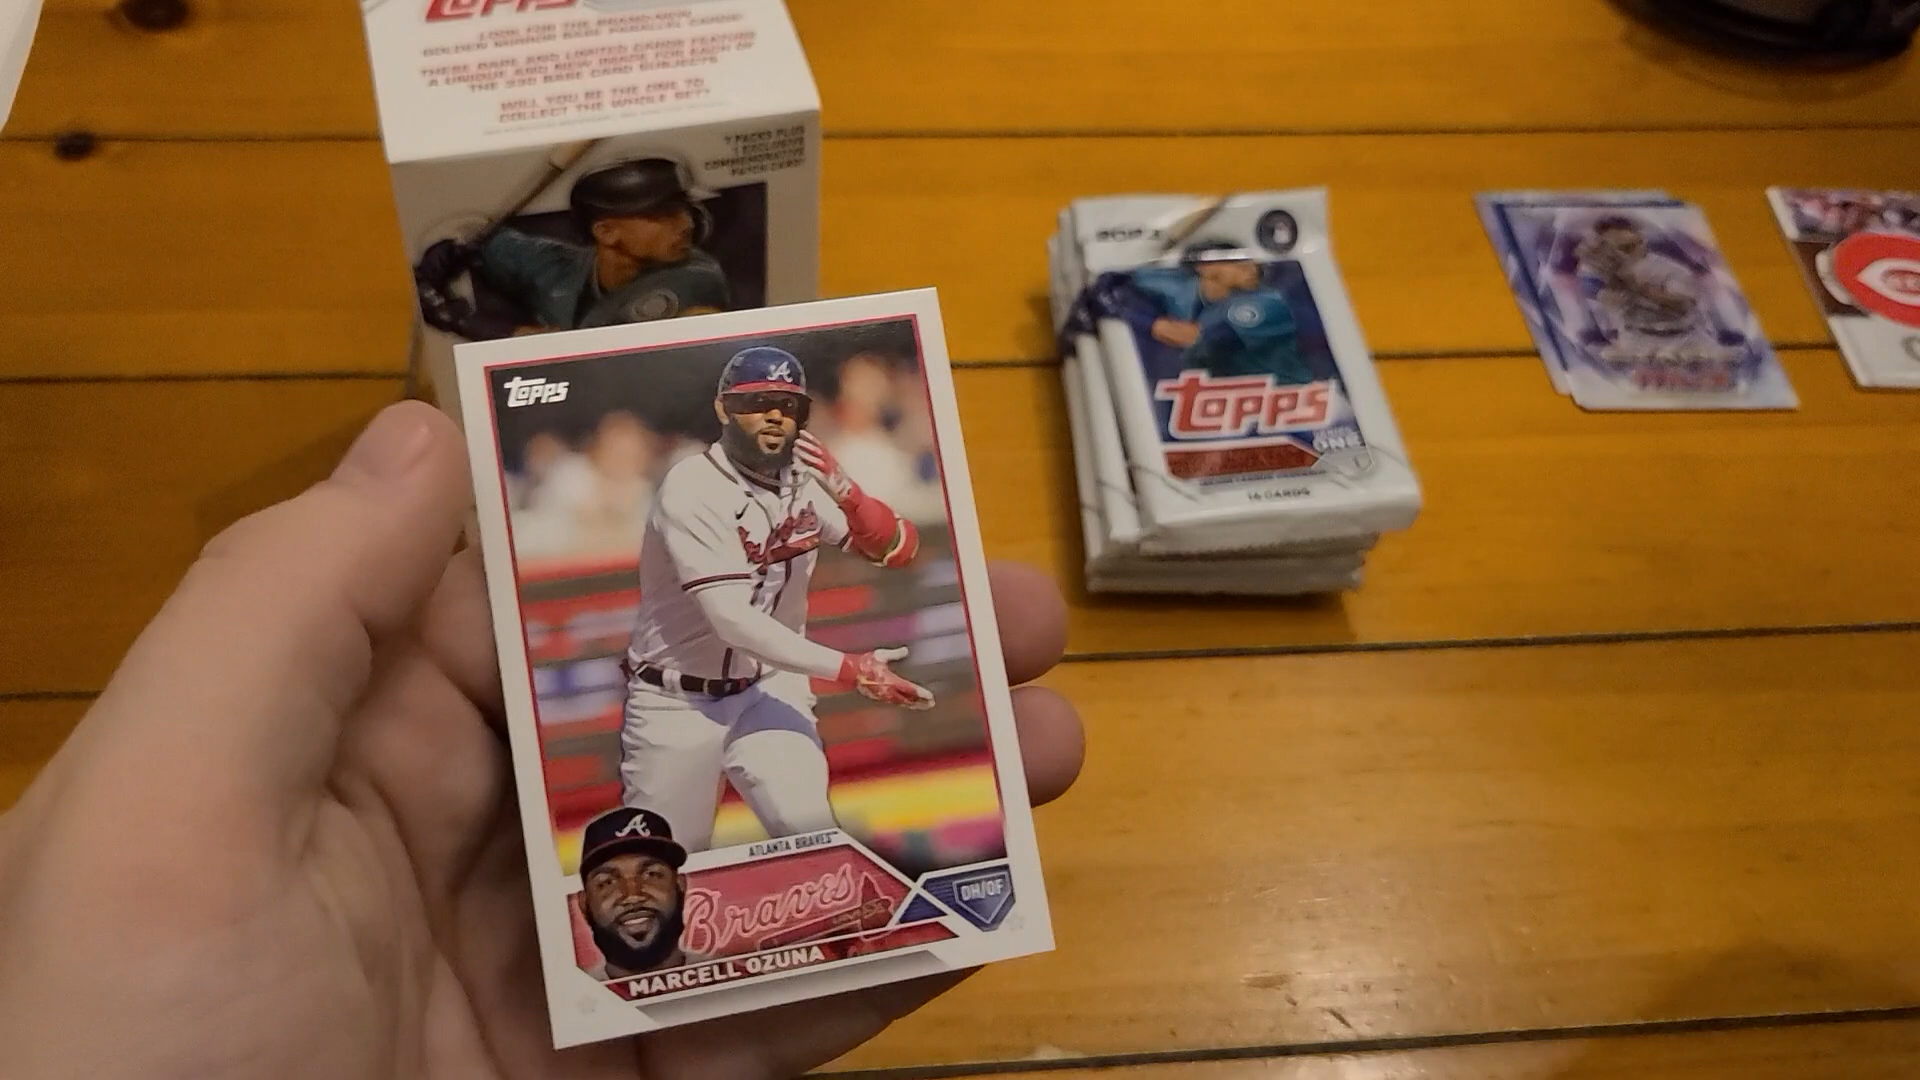 Topps
LOOK FOR THE BRAND-NEW
GOLDEN MIRROR RARE PARALLEL CARDS!
THESE RARE AND LIMITED CARDS FEATURE
A UNIQUE AND NEW IMAGE FOR EACH OF
THE 330 BASE CARD SUBJECTS
WILL YOU BE THE ONE TO
COLLECT THE WHOLE SET?
7 PACKS PLUS
1 EXCLUSIVE
COMMEMORATIVE
PATCH CARD!
Topps
SERIES
ONE
16 CARDS
Topps
A
Braves
A
ATLANTA BRAVES™
Braves
DH/OF
MARCELL OZUNA